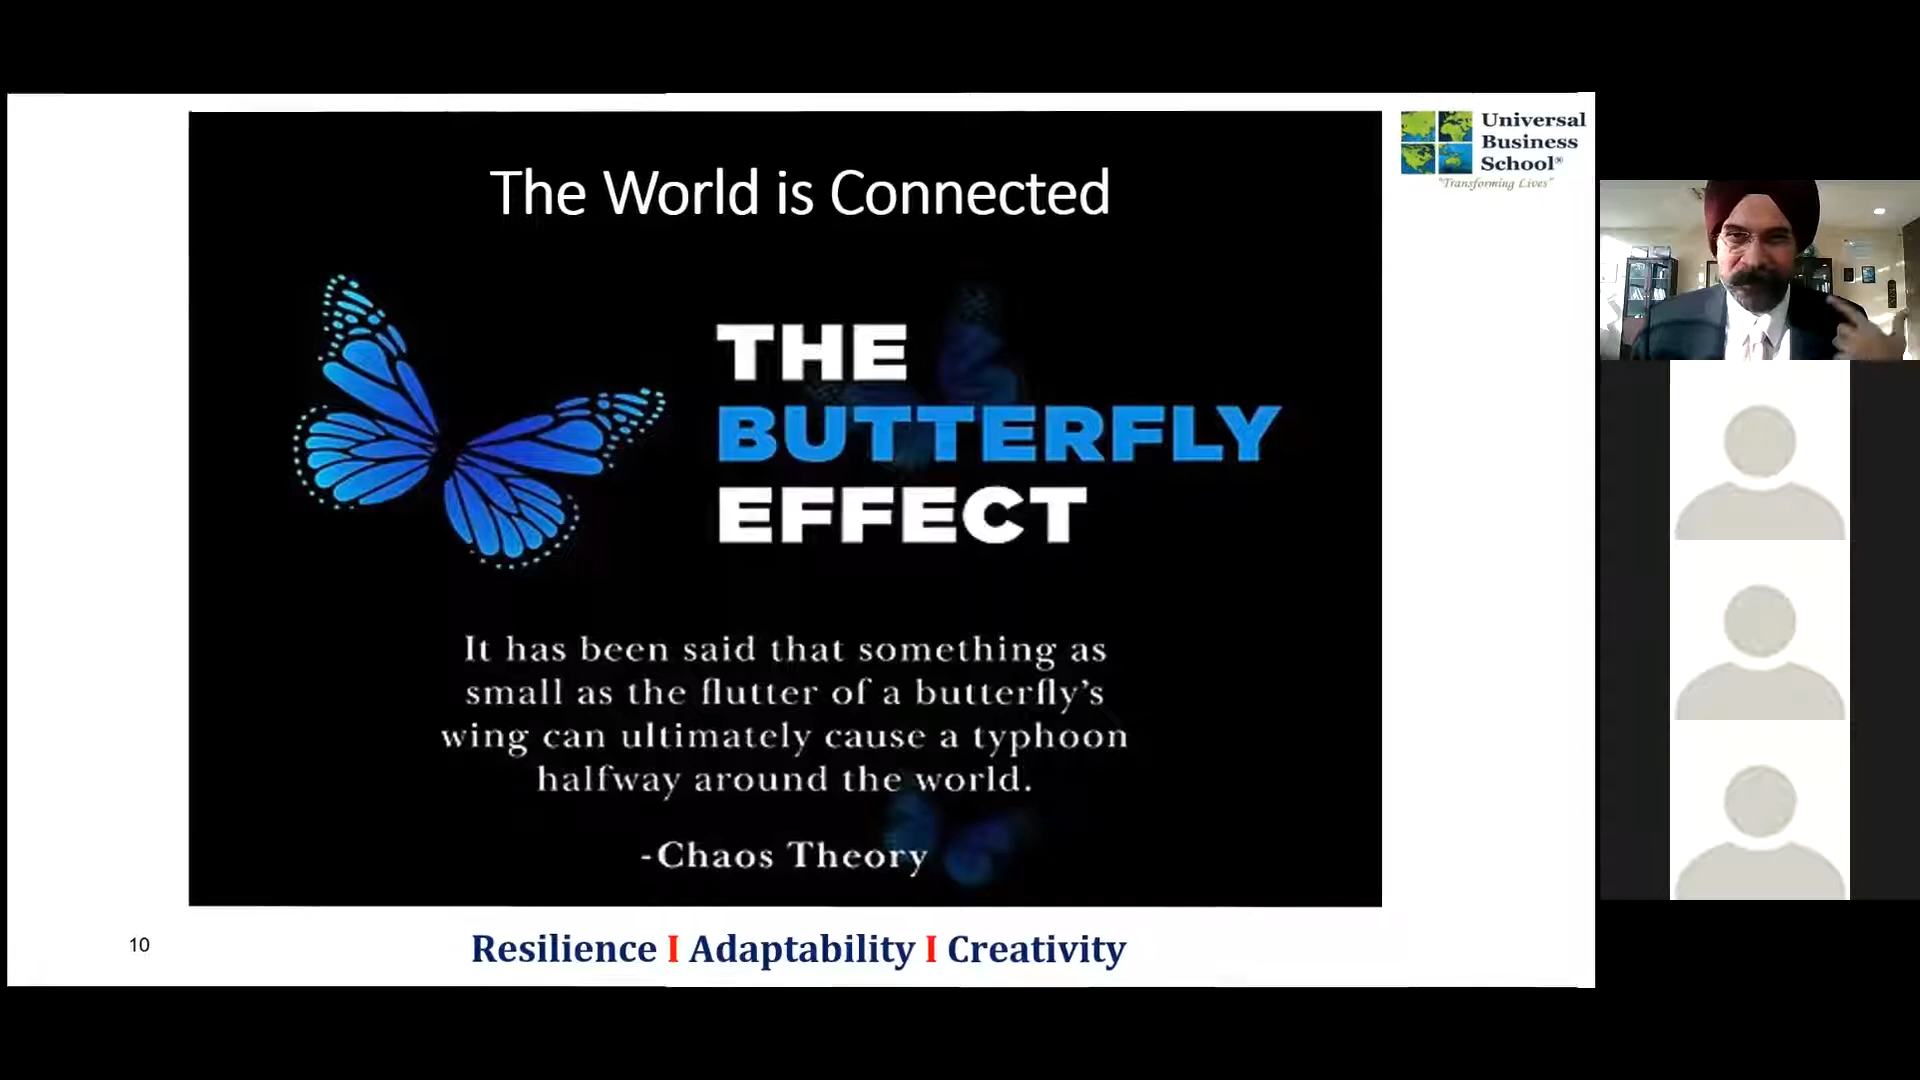 The World is Connected
THE
BUTTERFLY
EFFECT
It has been said that something as
small as the flutter of a butterfly’s
wing can ultimately cause a typhoon
halfway around the world.
-Chaos Theory
Universal
Business
School®
"Transforming Lives"
10
Resilience I Adaptability I Creativity